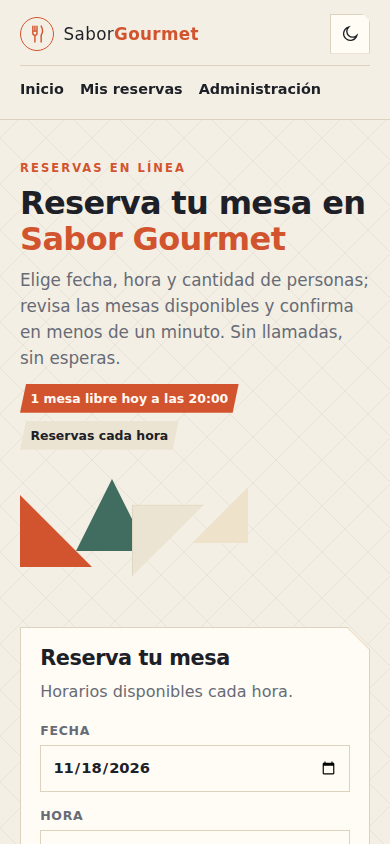 SaborGourmet
Inicio Mis reservas Administración
RESERVAS EN LÍNEA
Reserva tu mesa en
Sabor Gourmet
Elige fecha, hora y cantidad de personas;
revisa las mesas disponibles y confirma
en menos de un minuto. Sin llamadas,
sin esperas.
1 mesa libre hoy a las 20:00
Reservas cada hora
Reserva tu mesa
Horarios disponibles cada hora.
FECHA
11/18/2026
HORA